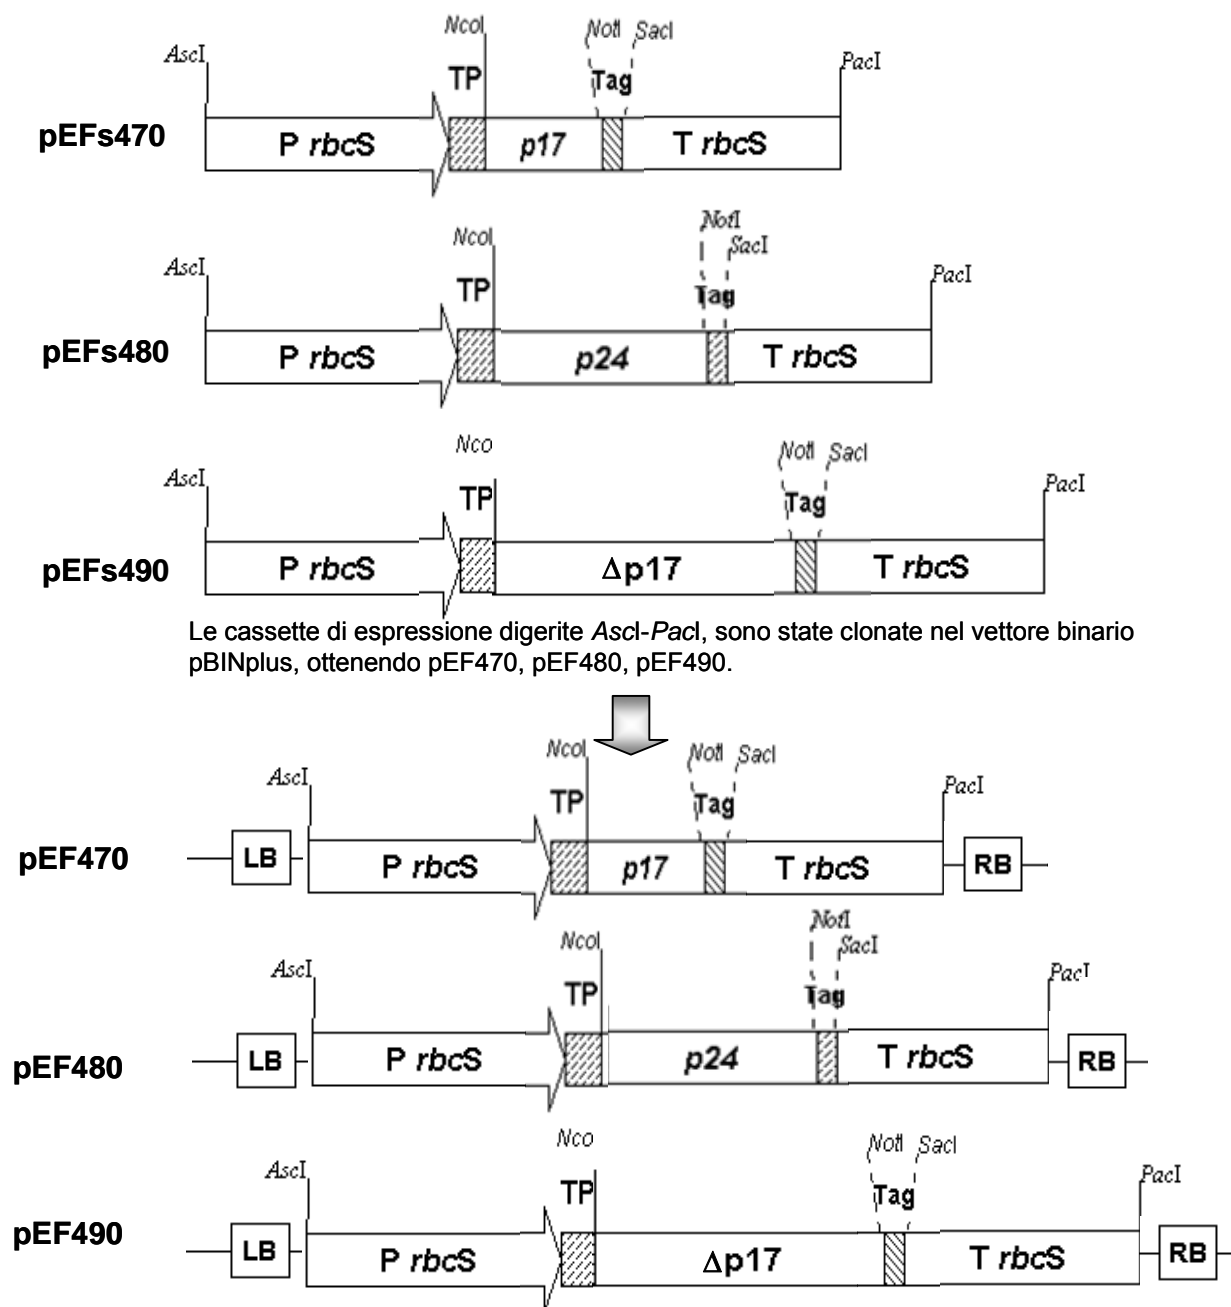 NcoI NotI SacI
AscI PacI
TP Tag
pEFs470 P rbcS p17 T rbcS
NotI
NcoI SacI
AscI PacI
TP Tag
pEFs480 P rbcS p24 T rbcS
Nco NotI SacI
AscI PacI
TP Tag
pEFs490 P rbcS Δp17 T rbcS
Le cassette di espressione digerite AscI-PacI, sono state clonate nel vettore binario
pBINplus, ottenendo pEF470, pEF480, pEF490.
NcoI NotI SacI
AscI PacI
TP Tag
pEF470 LB P rbcS p17 T rbcS RB
NotI
NcoI SacI
AscI PacI
TP Tag
pEF480 LB P rbcS p24 T rbcS RB
Nco NotI SacI
AscI PacI
TP Tag
pEF490 LB P rbcS Δp17 T rbcS RB